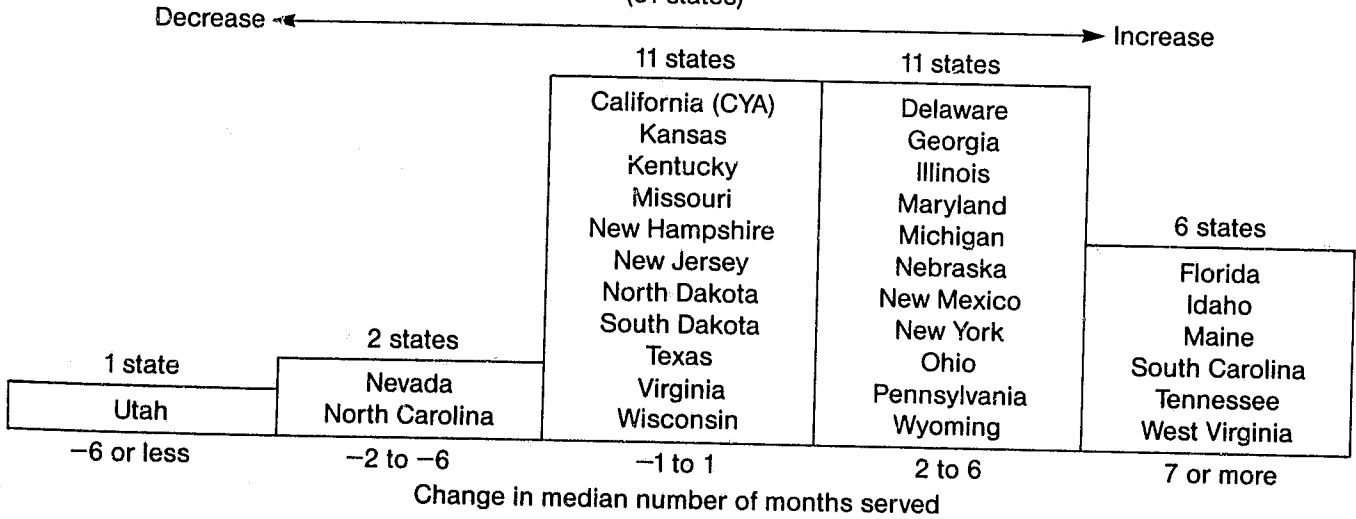 (31 states)
Decrease
Increase
11 states
11 states
California (CYA)
Kansas
Kentucky
Missouri
New Hampshire
New Jersey
North Dakota
South Dakota
Texas
Virginia
Wisconsin
Delaware
Georgia
Illinois
Maryland
Michigan
Nebraska
New Mexico
New York
Ohio
Pennsylvania
Wyoming
6 states
Florida
Idaho
Maine
South Carolina
Tennessee
West Virginia
2 states
Nevada
North Carolina
1 state
Utah
−6 or less
−2 to −6
−1 to 1
2 to 6
7 or more
Change in median number of months served